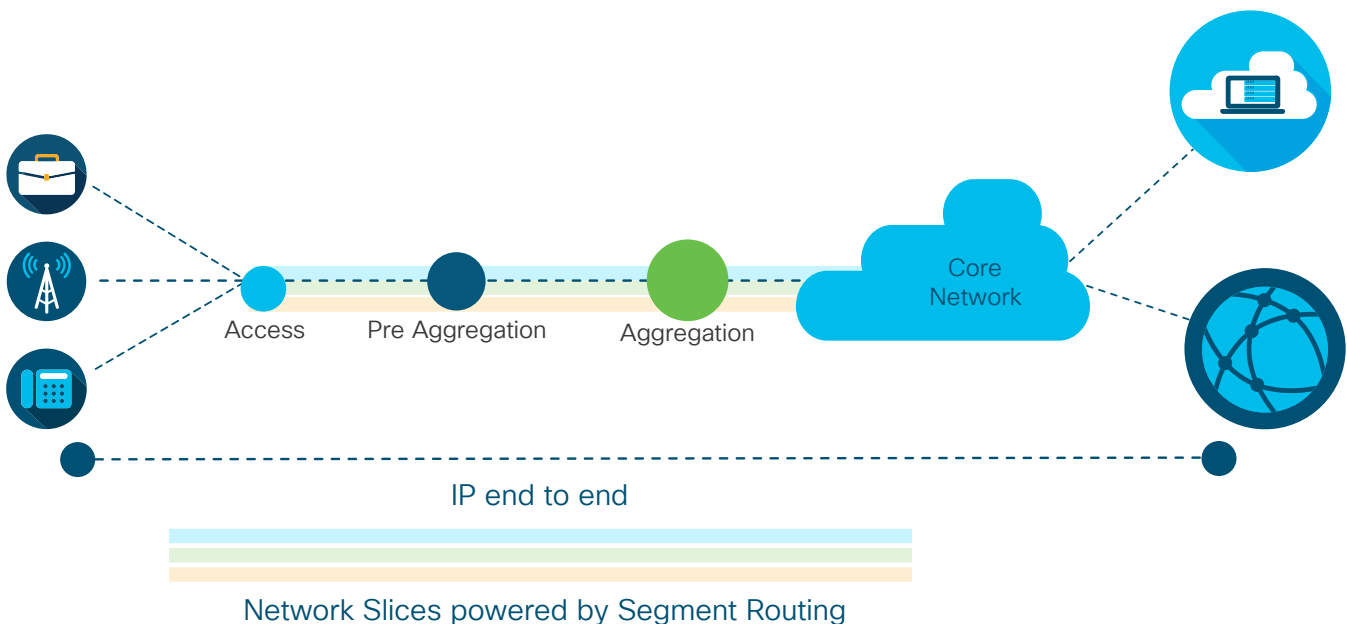 Core
Network
Access
Pre Aggregation
Aggregation
IP end to end
Network Slices powered by Segment Routing